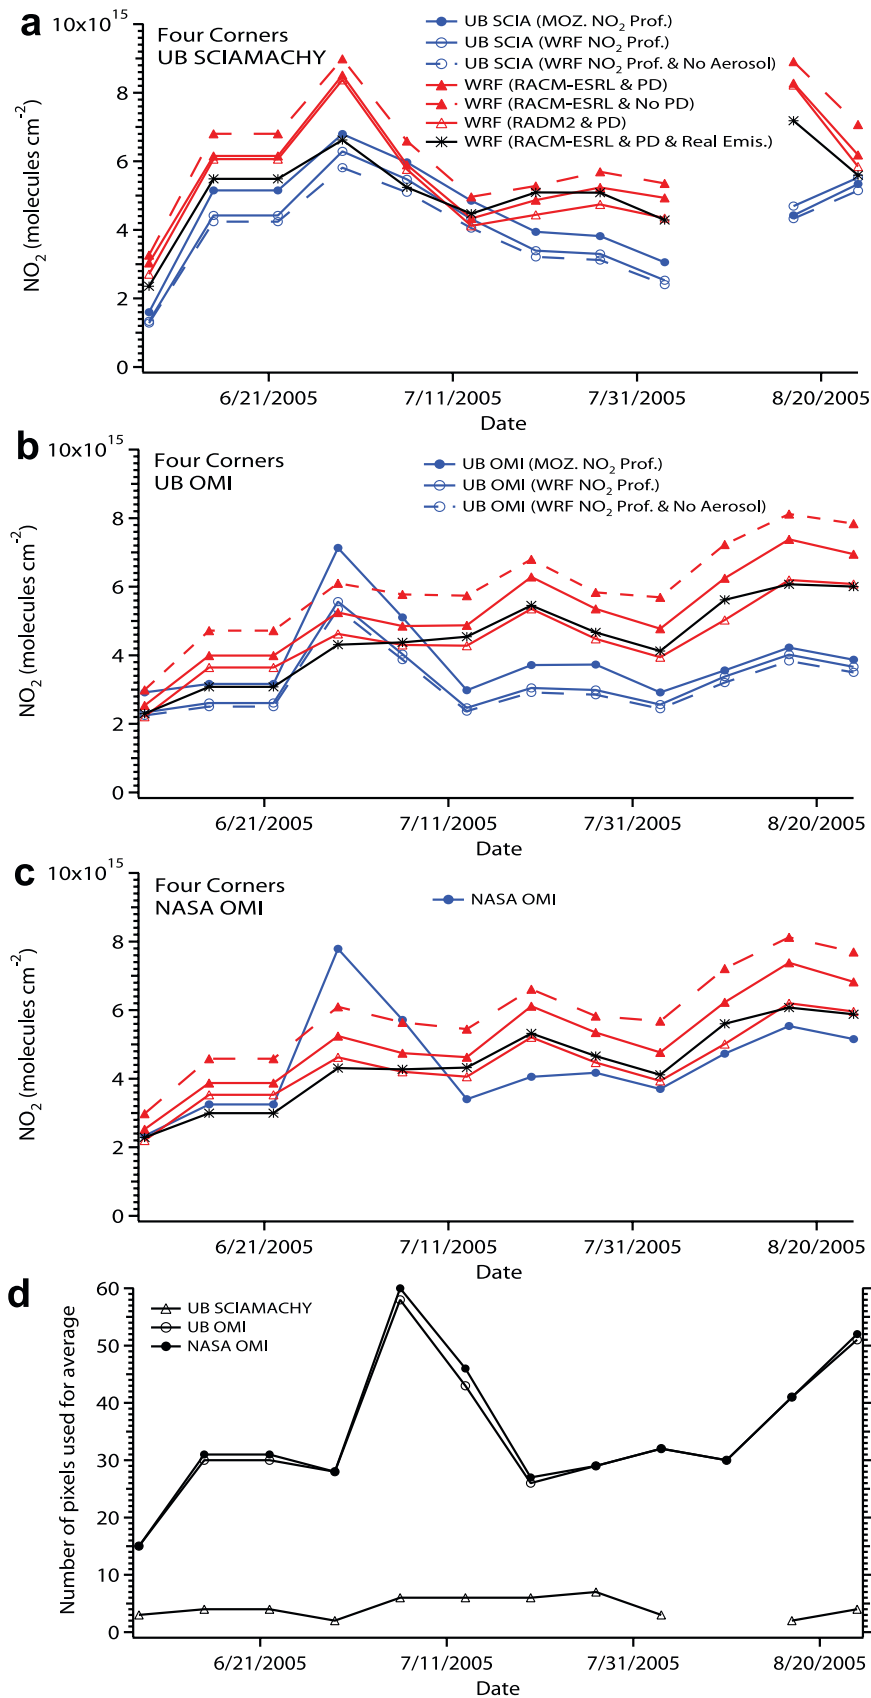 a
Four Corners
UB SCIAMACHY
UB SCIA (MOZ. NO2 Prof.)
UB SCIA (WRF NO2 Prof.)
UB SCIA (WRF NO2 Prof. & No Aerosol)
WRF (RACM-ESRL & PD)
WRF (RACM-ESRL & No PD)
WRF (RADM2 & PD)
WRF (RACM-ESRL & PD & Real Emis.)
NO2 (molecules cm-2)
10x10^15
8
6
4
2
0
6/21/2005 7/11/2005 7/31/2005 8/20/2005
Date
b
Four Corners
UB OMI
UB OMI (MOZ. NO2 Prof.)
UB OMI (WRF NO2 Prof.)
UB OMI (WRF NO2 Prof. & No Aerosol)
NO2 (molecules cm-2)
10x10^15
8
6
4
2
0
6/21/2005 7/11/2005 7/31/2005 8/20/2005
Date
c
Four Corners
NASA OMI
NASA OMI
NO2 (molecules cm-2)
10x10^15
8
6
4
2
0
6/21/2005 7/11/2005 7/31/2005 8/20/2005
Date
d
UB SCIAMACHY
UB OMI
NASA OMI
Number of pixels used for average
60
50
40
30
20
10
0
6/21/2005 7/11/2005 7/31/2005 8/20/2005
Date